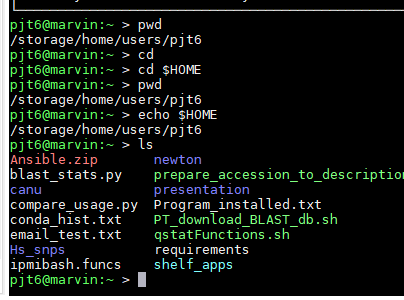 pjt6@marvin:~ > pwd
/storage/home/users/pjt6
pjt6@marvin:~ > cd
pjt6@marvin:~ > cd $HOME
pjt6@marvin:~ > pwd
/storage/home/users/pjt6
pjt6@marvin:~ > echo $HOME
/storage/home/users/pjt6
pjt6@marvin:~ > ls
Ansible.zip newton
blast_stats.py prepare_accession_to_description
canu presentation
compare_usage.py Program_installed.txt
conda_hist.txt PT_download_BLAST_db.sh
email_test.txt qstatFunctions.sh
Hs_snps requirements
ipmibash.funcs shelf_apps
pjt6@marvin:~ >